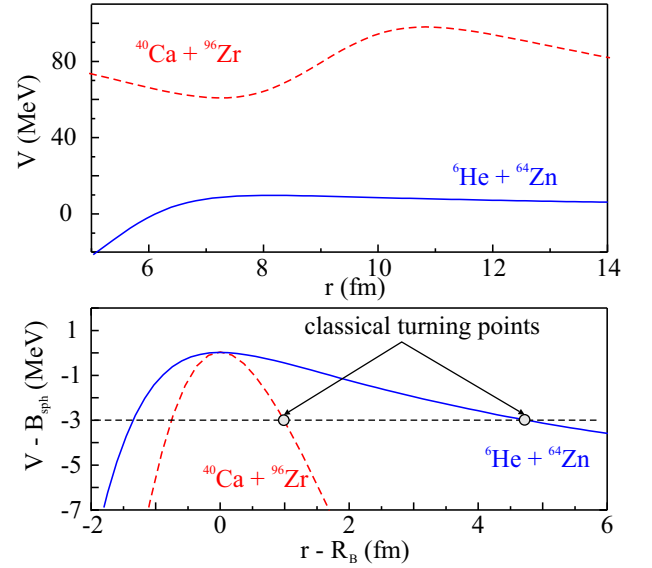 80
40
0
V (MeV)
⁴⁰Ca + ⁹⁶Zr
⁶He + ⁶⁴Zn
6 8 10 12 14
r (fm)
1
-1
-3
-5
-7
V - B_sph (MeV)
classical turning points
⁴⁰Ca + ⁹⁶Zr
⁶He + ⁶⁴Zn
-2 0 2 4 6
r - R_B (fm)